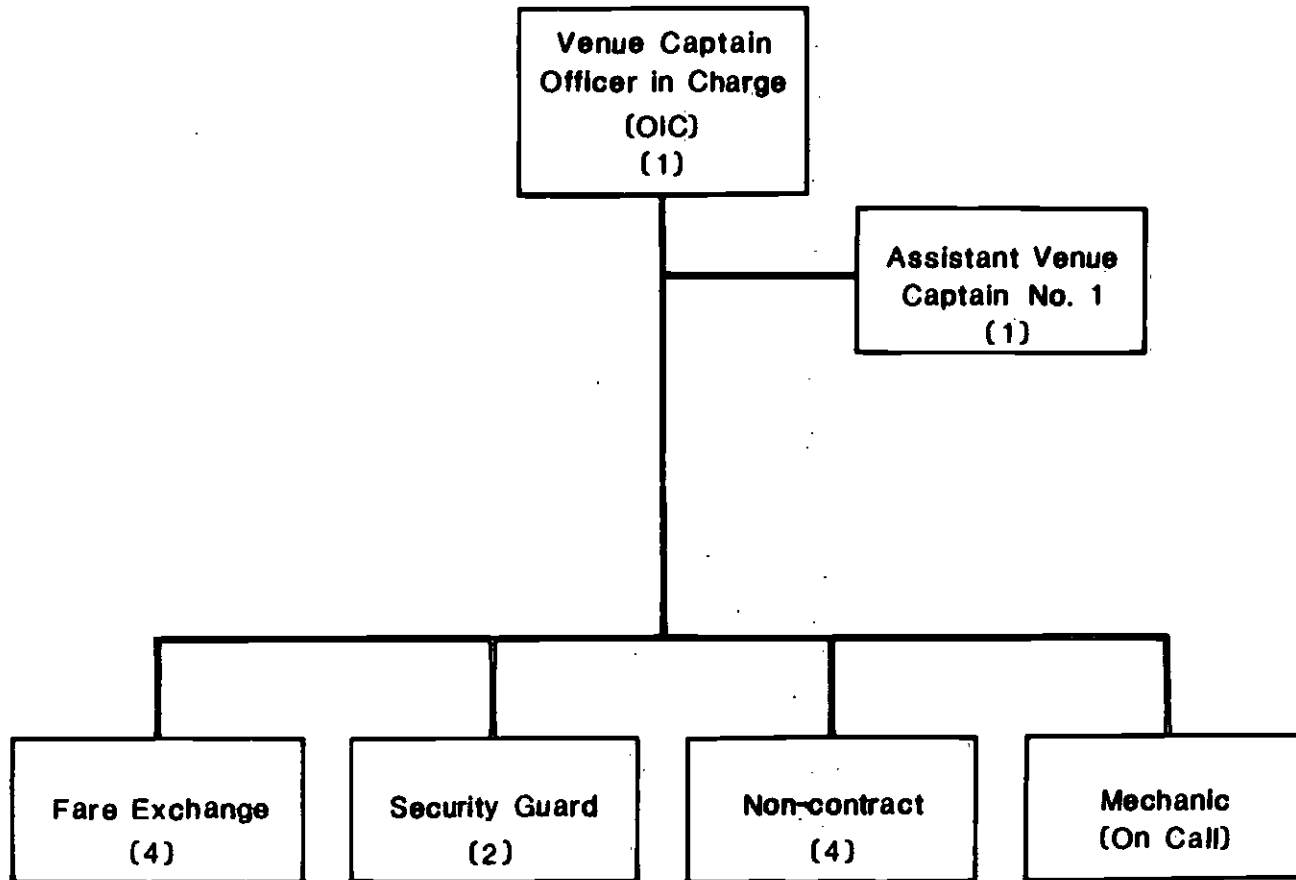 Venue Captain
Officer in Charge
(OIC)
(1)
Assistant Venue
Captain No. 1
(1)
Fare Exchange
(4)
Security Guard
(2)
Non-contract
(4)
Mechanic
(On Call)